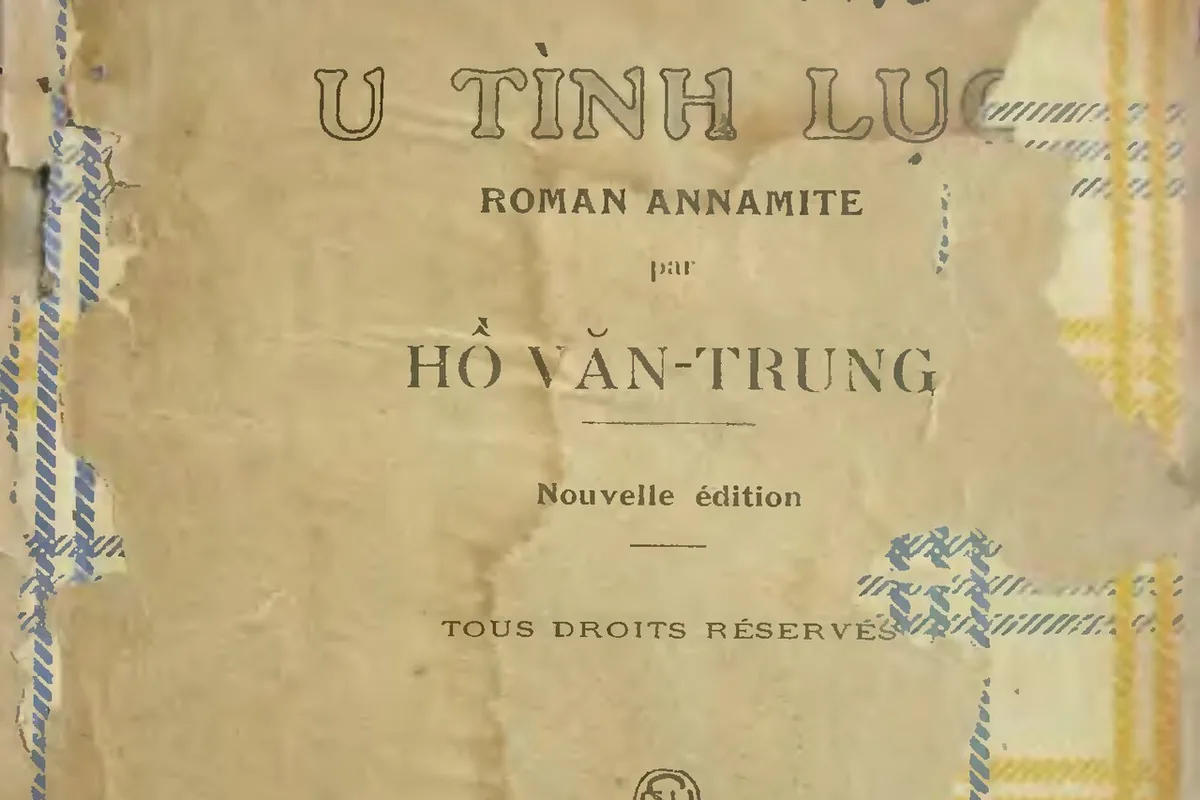 U TÌNH LỤC
ROMAN ANNAMITE
par
HỒ VĂN-TRUNG
Nouvelle édition
TOUS DROITS RÉSERVÉS